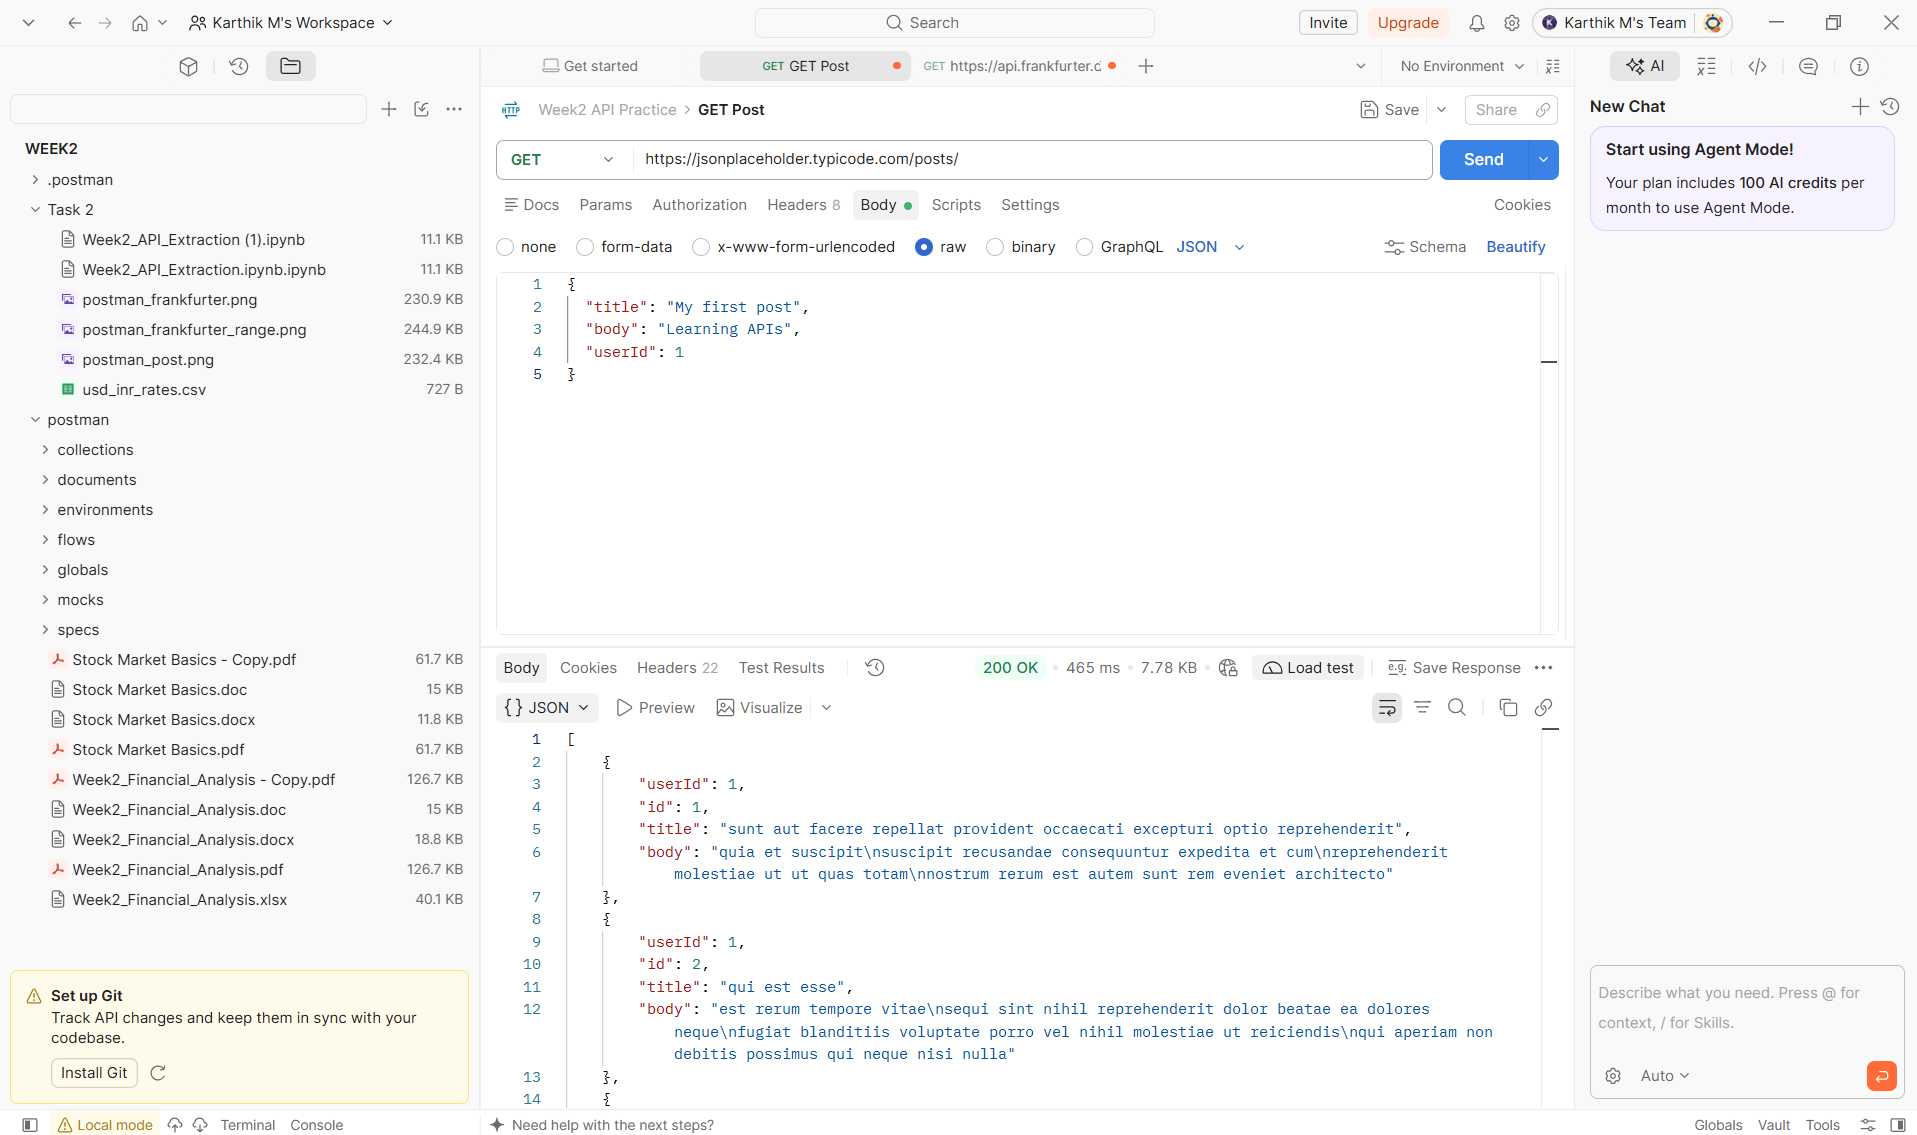 Karthik M's Workspace
Search
Invite
Upgrade
Karthik M's Team
Get started
GET GET Post
GET https://api.frankfurter.c
No Environment
AI
WEEK2
.postman
Task 2
Week2_API_Extraction (1).ipynb 11.1 KB
Week2_API_Extraction.ipynb.ipynb 11.1 KB
postman_frankfurter.png 230.9 KB
postman_frankfurter_range.png 244.9 KB
postman_post.png 232.4 KB
usd_inr_rates.csv 727 B
postman
collections
documents
environments
flows
globals
mocks
specs
Stock Market Basics - Copy.pdf 61.7 KB
Stock Market Basics.doc 15 KB
Stock Market Basics.docx 11.8 KB
Stock Market Basics.pdf 61.7 KB
Week2_Financial_Analysis - Copy.pdf 126.7 KB
Week2_Financial_Analysis.doc 15 KB
Week2_Financial_Analysis.docx 18.8 KB
Week2_Financial_Analysis.pdf 126.7 KB
Week2_Financial_Analysis.xlsx 40.1 KB
Set up Git
Track API changes and keep them in sync with your
codebase.
Install Git
HTTP Week2 API Practice > GET Post
Save
Share
GET https://jsonplaceholder.typicode.com/posts/
Send
Docs Params Authorization Headers 8 Body Scripts Settings Cookies
none form-data x-www-form-urlencoded raw binary GraphQL JSON Schema Beautify
1 {
2 "title": "My first post",
3 "body": "Learning APIs",
4 "userId": 1
5 }
Body Cookies Headers 22 Test Results 200 OK • 465 ms • 7.78 KB • Load test e.g. Save Response
{} JSON Preview Visualize
1 [
2 {
3 "userId": 1,
4 "id": 1,
5 "title": "sunt aut facere repellat provident occaecati excepturi optio reprehenderit",
6 "body": "quia et suscipit\nsuscipit recusandae consequuntur expedita et cum\nreprehenderit
molestiae ut ut quas totam\nnostrum rerum est autem sunt rem eveniet architecto"
7 },
8 {
9 "userId": 1,
10 "id": 2,
11 "title": "qui est esse",
12 "body": "est rerum tempore vitae\nsequi sint nihil reprehenderit dolor beatae ea dolores
neque\nfugiat blanditiis voluptate porro vel nihil molestiae ut reiciendis\nqui aperiam non
debitis possimus qui neque nisi nulla"
13 },
14 {
New Chat
Start using Agent Mode!
Your plan includes 100 AI credits per
month to use Agent Mode.
Describe what you need. Press @ for
context, / for Skills.
Auto
Local mode
Terminal
Console
Need help with the next steps?
Globals
Vault
Tools